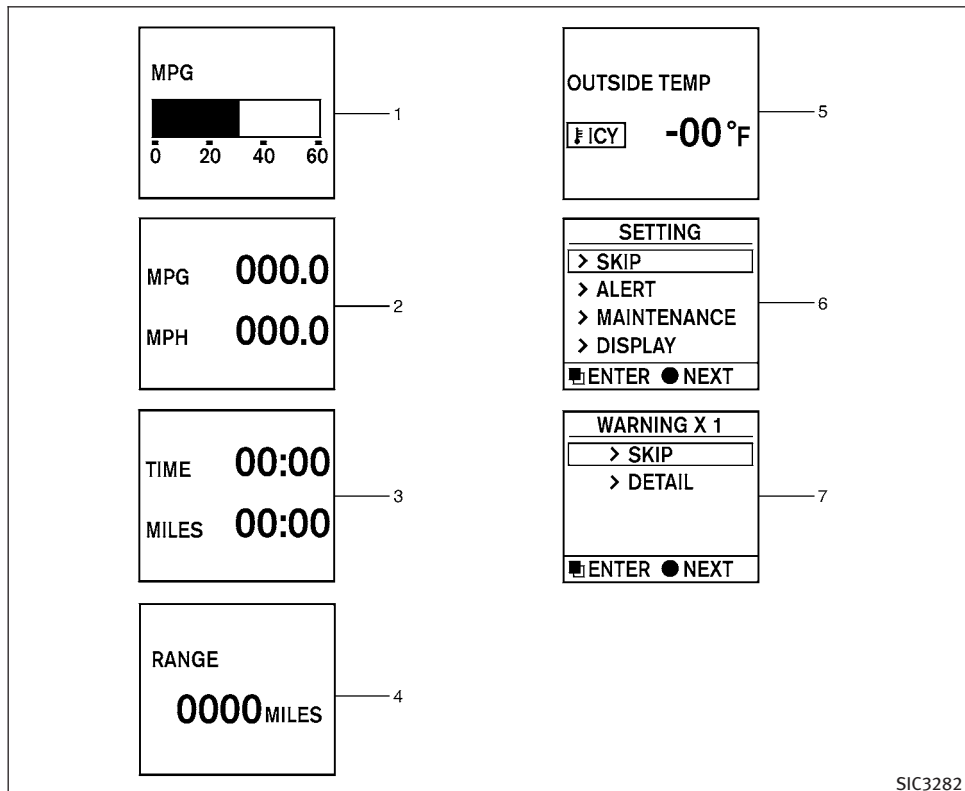 MPG
0 20 40 60
1
MPG 000.0
MPH 000.0
2
TIME 00:00
MILES 00:00
3
RANGE
0000 MILES
4
OUTSIDE TEMP
ICY -00°F
5
SETTING
> SKIP
> ALERT
> MAINTENANCE
> DISPLAY
ENTER NEXT
6
WARNING X 1
> SKIP
> DETAIL
ENTER NEXT
7
SIC3282